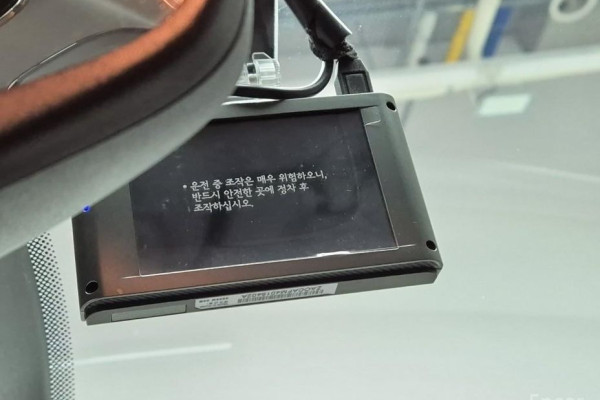 * 운전 중 조작은 매우 위험하오니,
반드시 안전한 곳에 정차 후
조작하십시오.